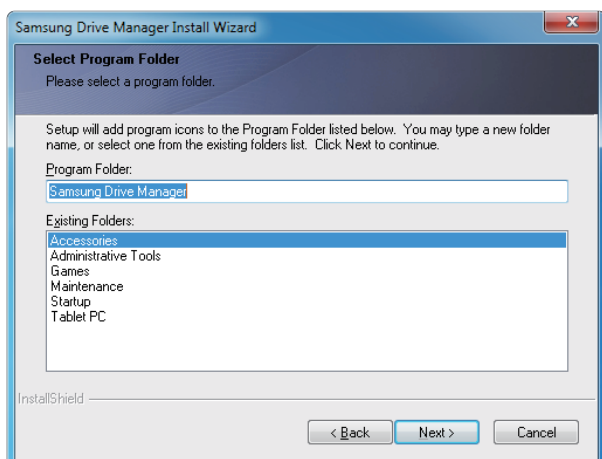 Samsung Drive Manager Install Wizard
Select Program Folder
Please select a program folder.
Setup will add program icons to the Program Folder listed below. You may type a new folder
name, or select one from the existing folders list. Click Next to continue.
Program Folder:
Samsung Drive Manager
Existing Folders:
Accessories
Administrative Tools
Games
Maintenance
Startup
Tablet PC
InstallShield
< Back Next > Cancel